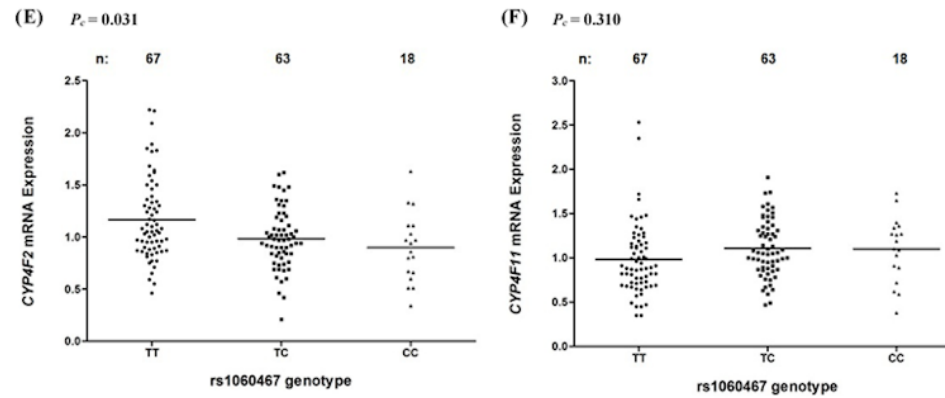 (E) Pc = 0.031
n: 67 63 18
2.5
2.0
1.5
1.0
0.5
0.0
CYP4F2 mRNA Expression
TT TC CC
rs1060467 genotype
(F) Pc = 0.310
n: 67 63 18
3.0
2.5
2.0
1.5
1.0
0.5
0.0
CYP4F11 mRNA Expression
TT TC CC
rs1060467 genotype